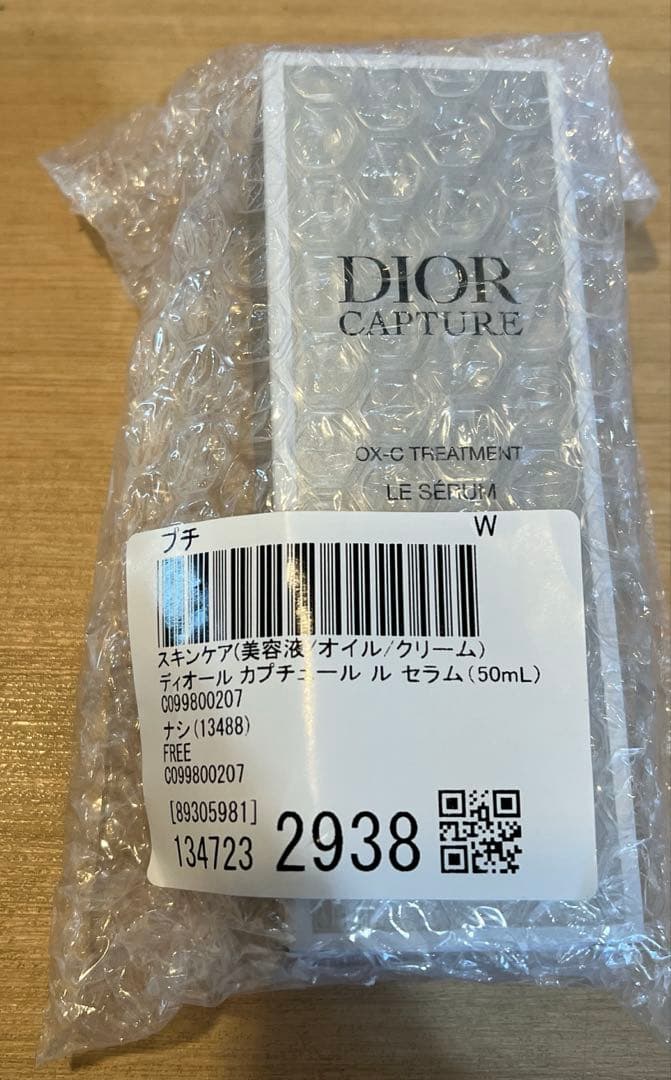 DIOR
CAPTURE
OX-C TREATMENT
LE SÉRUM
プチ
W
スキンケア(美容液/オイル/クリーム)
ディオール カプチュール ル セラム(50mL)
C099800207
ナシ(13488)
FREE
C099800207
[89305981]
134723 2938